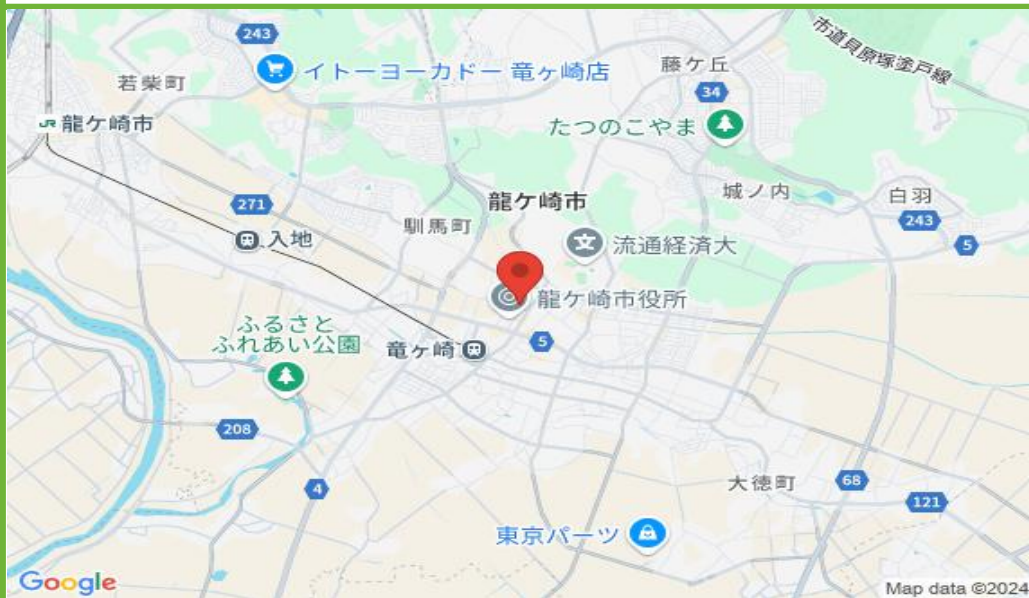 243
イトーヨーカドー 竜ヶ崎店
若柴町
藤ケ丘
市道貝原塚塗戸線
34
JR 龍ケ崎市
たつのこやま
龍ケ崎市
城ノ内
白羽
271
馴馬町
243
入地
流通経済大
5
龍ケ崎市役所
ふるさと
ふれあい公園
竜ヶ崎
5
208
4
大徳町
68
121
東京パーツ
Google
Map data ©2024